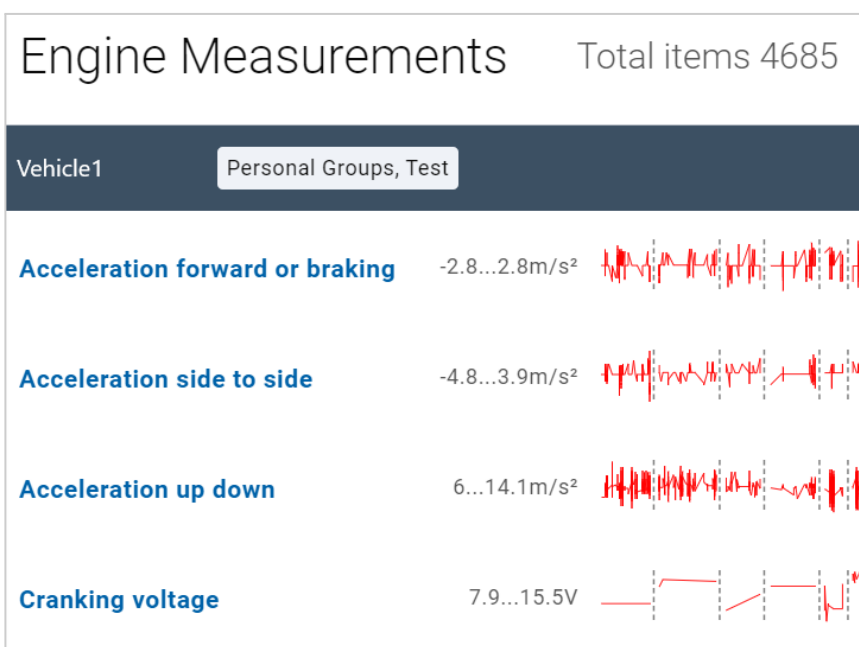 Engine Measurements Total items 4685
Vehicle1 Personal Groups, Test
Acceleration forward or braking -2.8...2.8m/s²
Acceleration side to side -4.8...3.9m/s²
Acceleration up down 6...14.1m/s²
Cranking voltage 7.9...15.5V